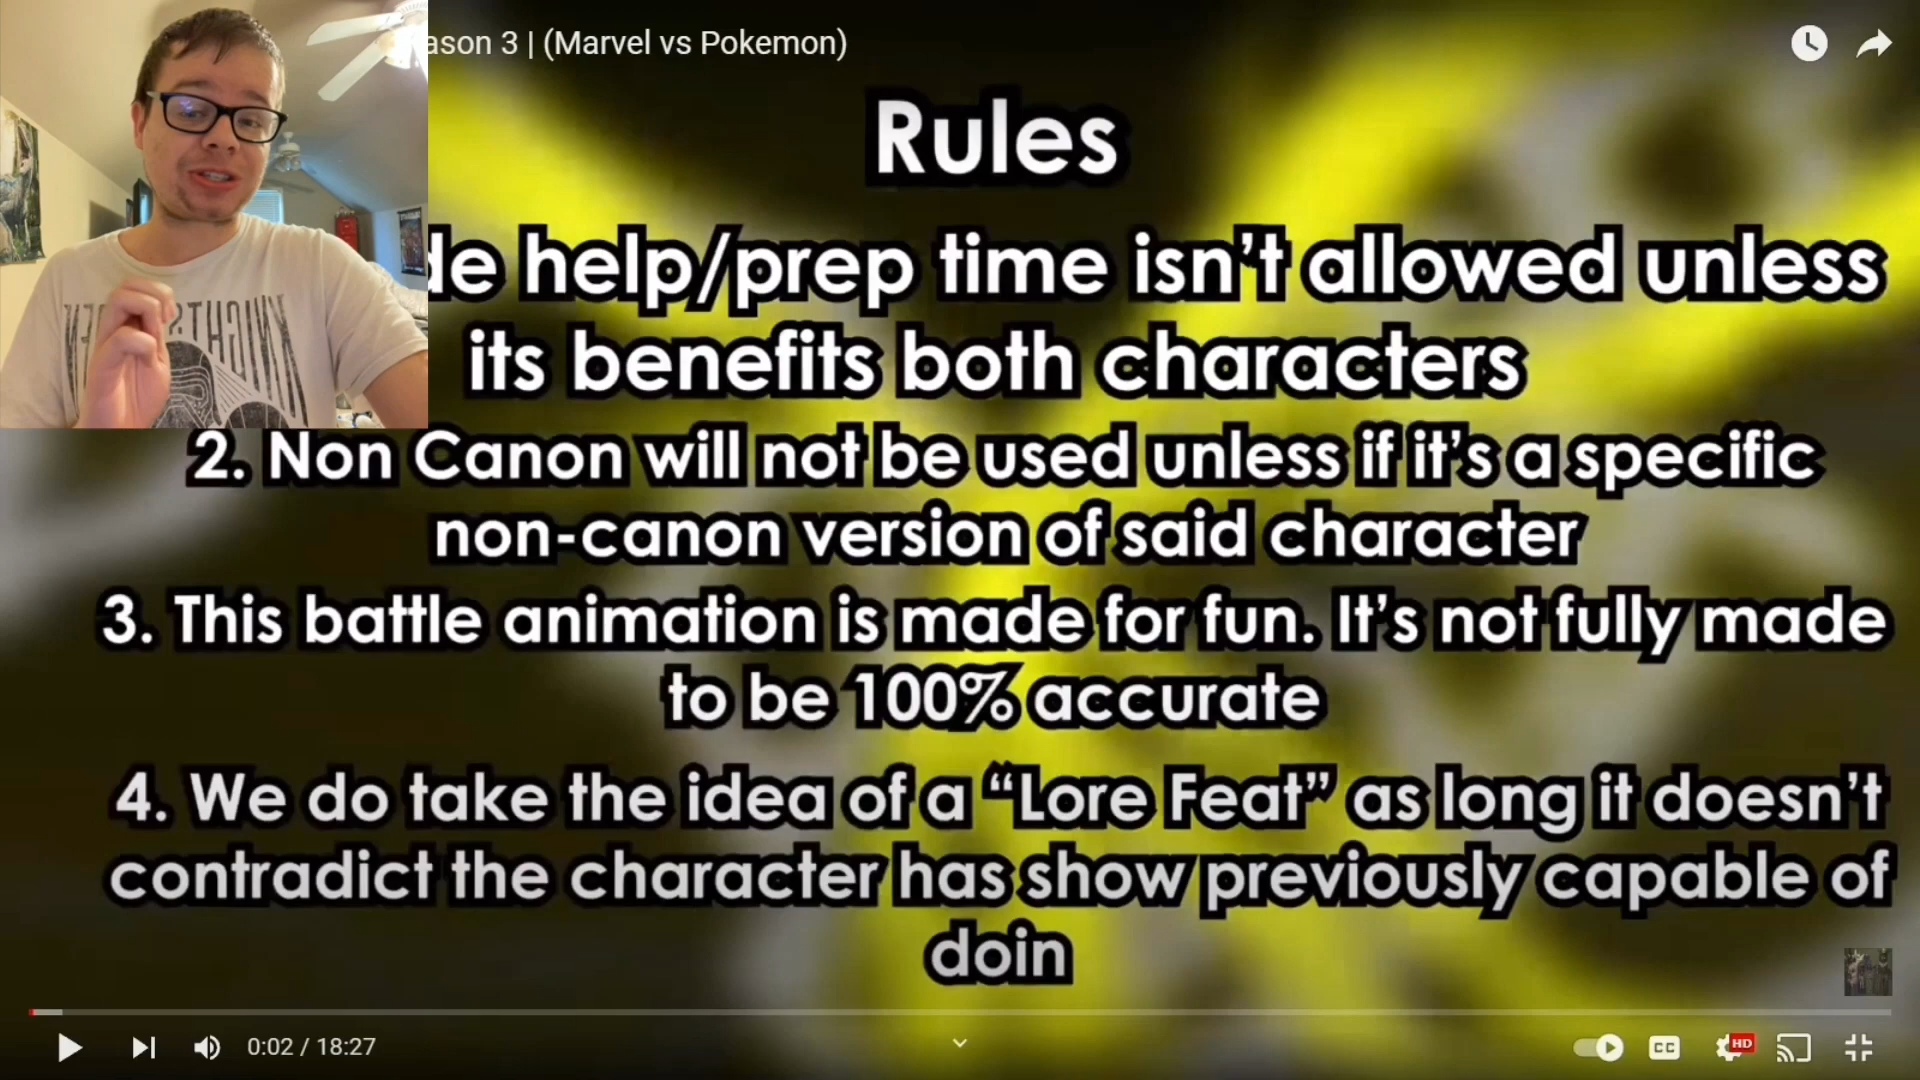 ason 3 | (Marvel vs Pokemon)
Rules
de help/prep time isn't allowed unless
its benefits both characters
2. Non Canon will not be used unless if it's a specific
non-canon version of said character
3. This battle animation is made for fun. It's not fully made
to be 100% accurate
4. We do take the idea of a “Lore Feat” as long it doesn't
contradict the character has show previously capable of
doin
0:02 / 18:27
CC
HD